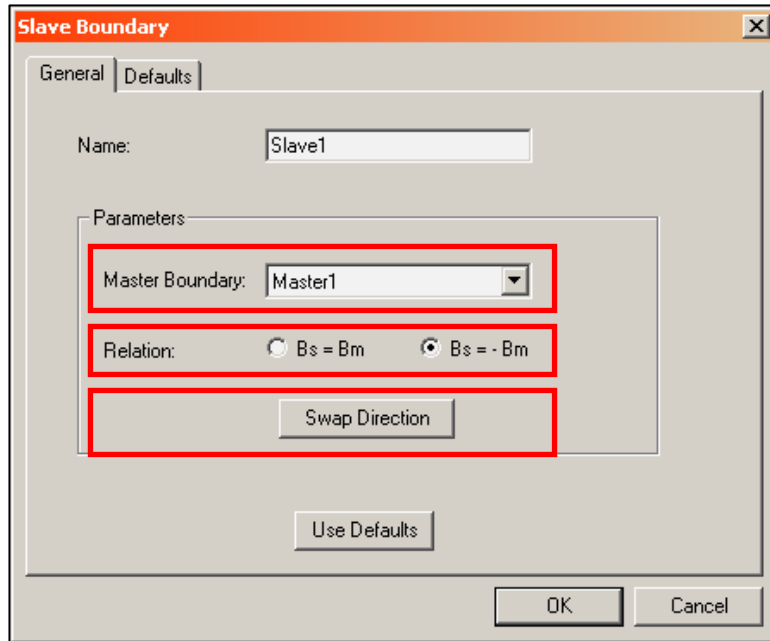 Slave Boundary
General Defaults
Name: Slave1
Parameters
Master Boundary: Master1
Relation: Bs = Bm Bs = - Bm
Swap Direction
Use Defaults
OK Cancel